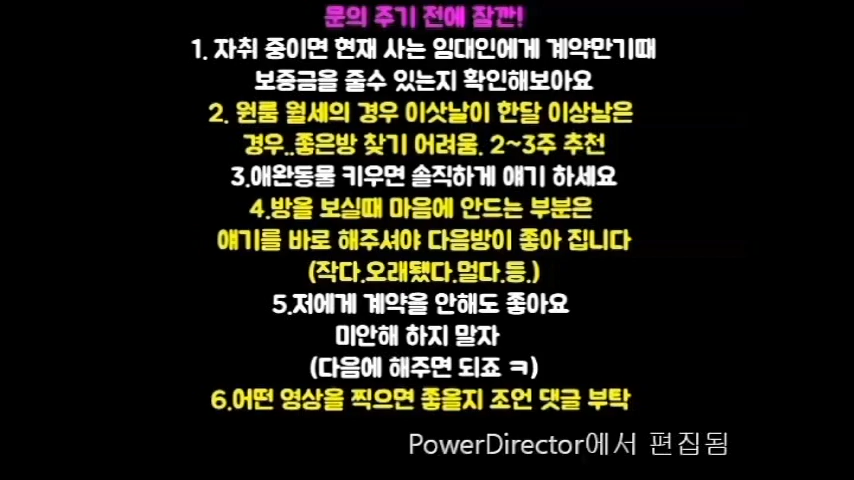 문의 주기 전에 잠깐!
1. 자취 중이면 현재 사는 임대인에게 계약만기때
보증금을 줄수 있는지 확인해보아요
2. 원룸 월세의 경우 이삿날이 한달 이상남은
경우..좋은방 찾기 어려움. 2~3주 추천
3.애완동물 키우면 솔직하게 얘기 하세요
4.방을 보실때 마음에 안드는 부분은
얘기를 바로 해주셔야 다음방이 좋아 집니다
(작다.오래됐다.멀다.등.)
5.저에게 계약을 안해도 좋아요
미안해 하지 말자
(다음에 해주면 되죠 ㅋ)
6.어떤 영상을 찍으면 좋을지 조언 댓글 부탁
PowerDirector에서 편집됨